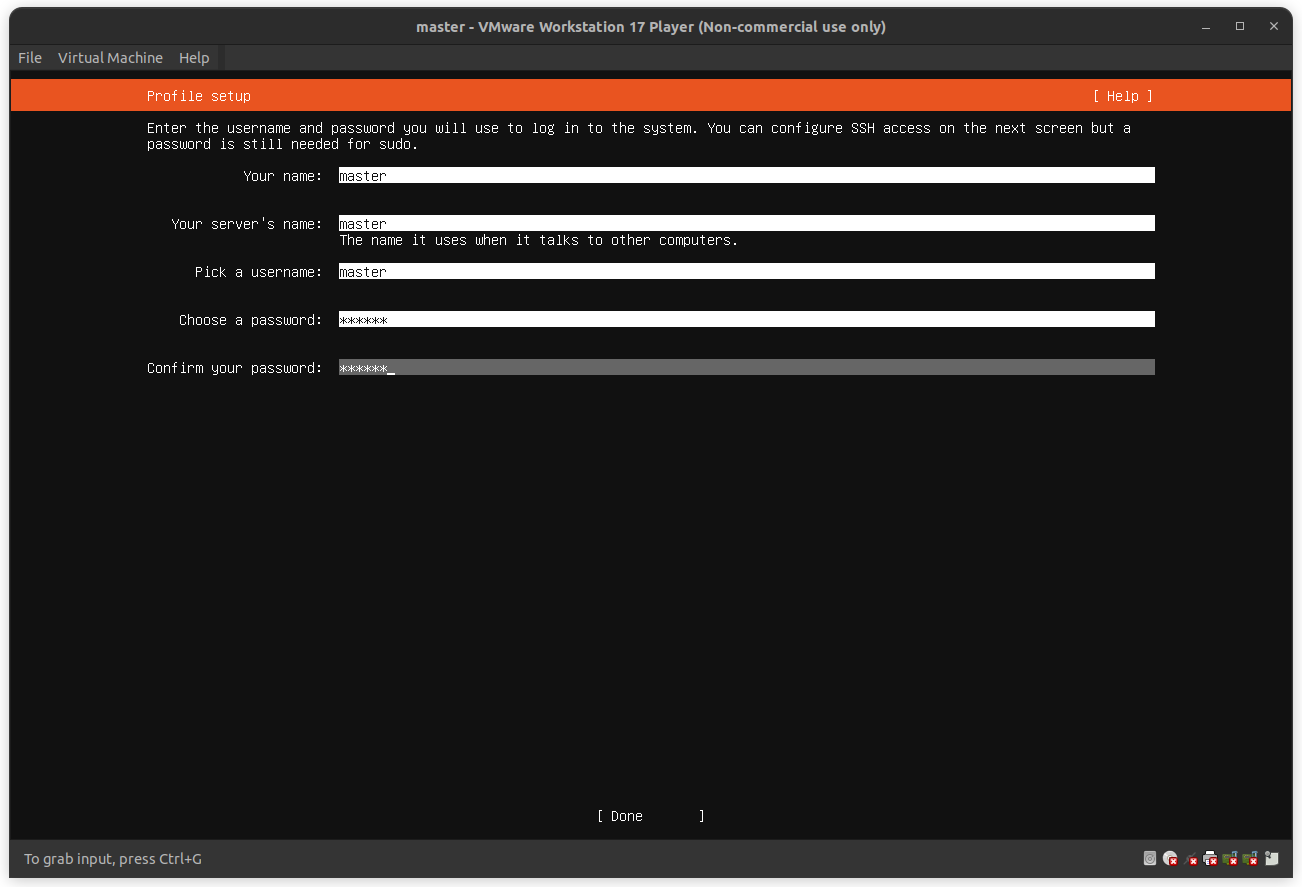 master - VMware Workstation 17 Player (Non-commercial use only)
File Virtual Machine Help
Profile setup [ Help ]
Enter the username and password you will use to log in to the system. You can configure SSH access on the next screen but a
password is still needed for sudo.
Your name: master
Your server's name: master
The name it uses when it talks to other computers.
Pick a username: master
Choose a password: ******
Confirm your password: ******_
[ Done ]
To grab input, press Ctrl+G